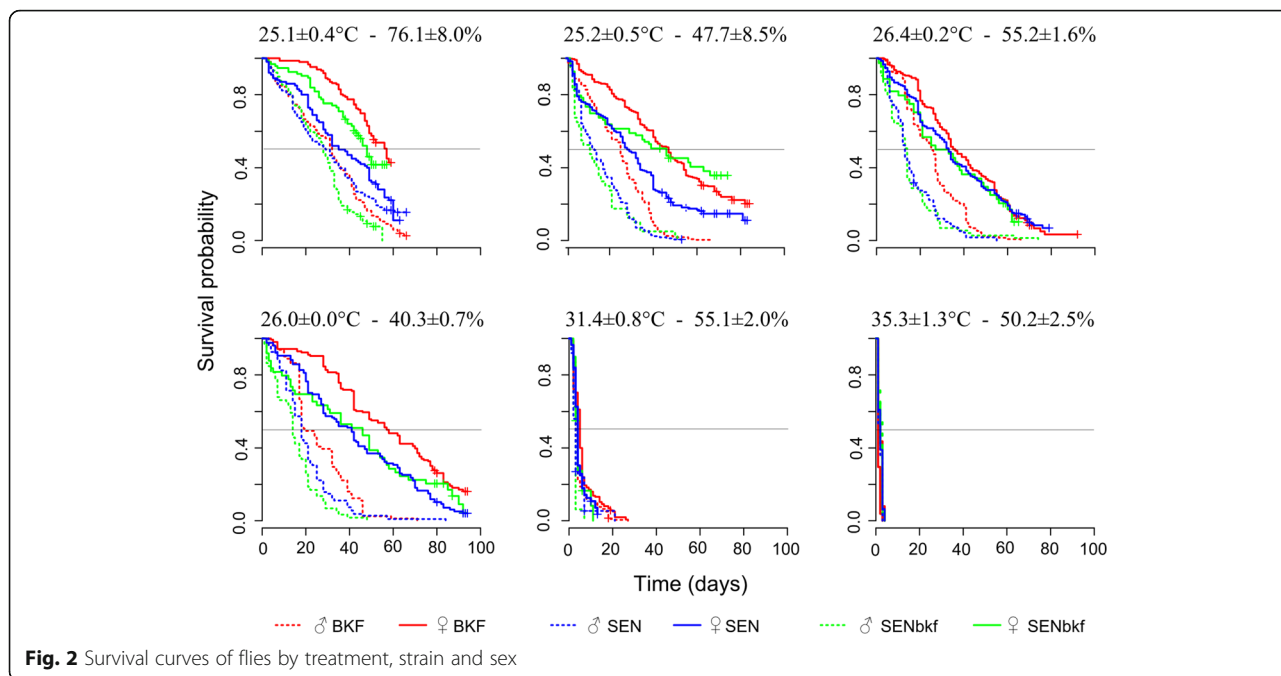 25.1±0.4°C - 76.1±8.0%
25.2±0.5°C - 47.7±8.5%
26.4±0.2°C - 55.2±1.6%
0.8
0.4
0.0
0.8
0.4
0.0
0.8
0.4
0.0
Survival probability
26.0±0.0°C - 40.3±0.7%
31.4±0.8°C - 55.1±2.0%
35.3±1.3°C - 50.2±2.5%
0.8
0.4
0.0
0.8
0.4
0.0
0.8
0.4
0.0
0 20 40 60 80 100
0 20 40 60 80 100
0 20 40 60 80 100
Time (days)
♂ BKF ♀ BKF ♂ SEN ♀ SEN ♂ SENbkf ♀ SENbkf
Fig. 2 Survival curves of flies by treatment, strain and sex